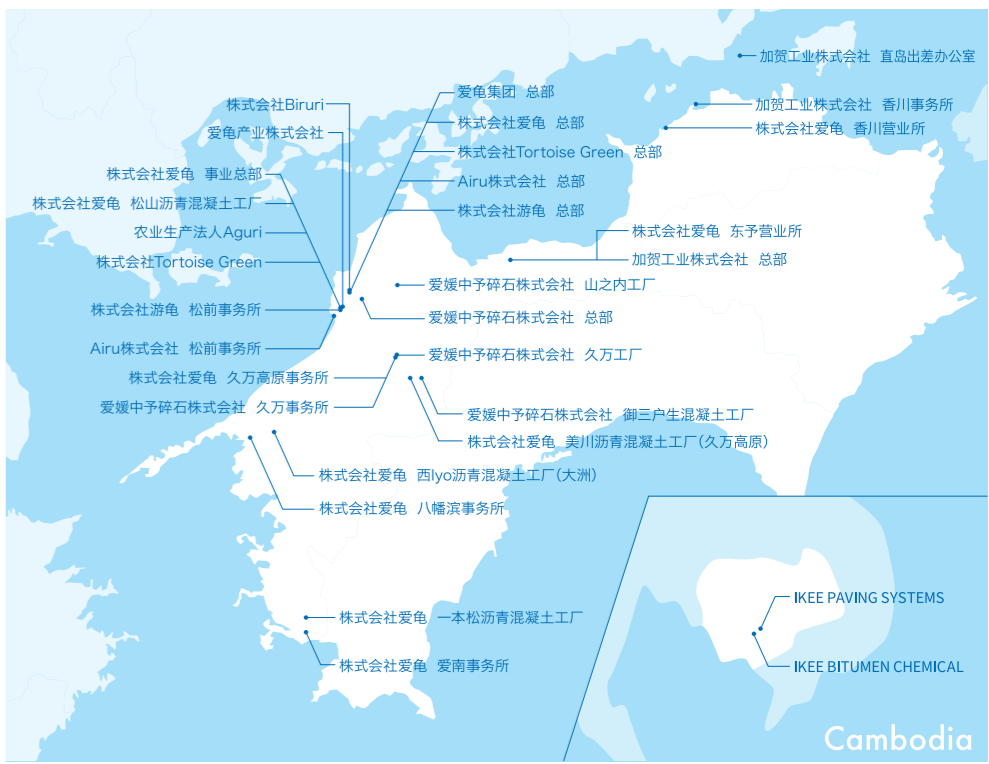 加贺工业株式会社 直岛出差办公室
爱龟集团 总部
株式会社Biruri
加贺工业株式会社 香川事务所
株式会社爱龟 总部
株式会社爱龟 香川营业所
爱龟产业株式会社
株式会社Tortoise Green 总部
株式会社爱龟 事业总部
Airu株式会社 总部
株式会社爱龟 松山沥青混凝土工厂
株式会社游龟 总部
农业生产法人Aguri
株式会社爱龟 东予营业所
株式会社Tortoise Green
加贺工业株式会社 总部
爱媛中予碎石株式会社 山之内工厂
株式会社游龟 松前事务所
爱媛中予碎石株式会社 总部
Airu株式会社 松前事务所
爱媛中予碎石株式会社 久万工厂
株式会社爱龟 久万高原事务所
爱媛中予碎石株式会社 久万事务所
爱媛中予碎石株式会社 御三户生混凝土工厂
株式会社爱龟 美川沥青混凝土工厂(久万高原)
株式会社爱龟 西Iyo沥青混凝土工厂(大洲)
株式会社爱龟 八幡滨事务所
株式会社爱龟 一本松沥青混凝土工厂
株式会社爱龟 爱南事务所
IKEE PAVING SYSTEMS
IKEE BITUMEN CHEMICAL
Cambodia